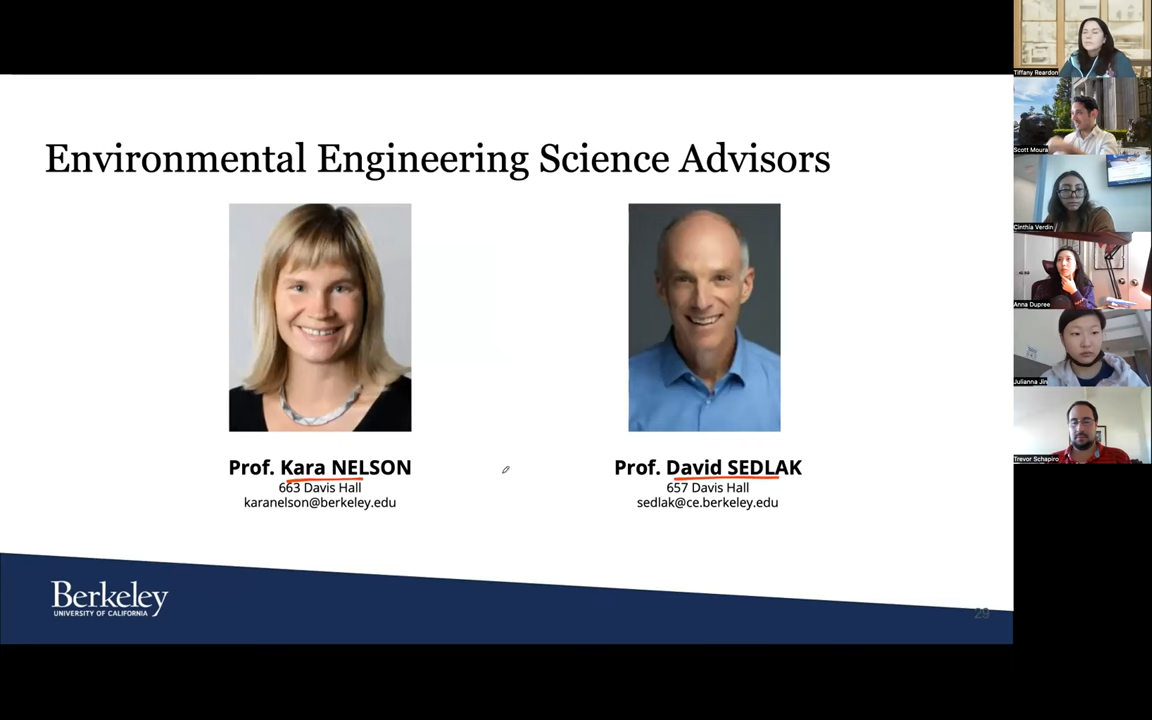 Environmental Engineering Science Advisors
Prof. Kara NELSON
663 Davis Hall
karanelson@berkeley.edu
Prof. David SEDLAK
657 Davis Hall
sedlak@ce.berkeley.edu
Berkeley
UNIVERSITY OF CALIFORNIA
29
Tiffany Reardon
Scott Moura
Cinthia Verdin
Anna Dupree
Julianna Jin
Trevor Schapiro